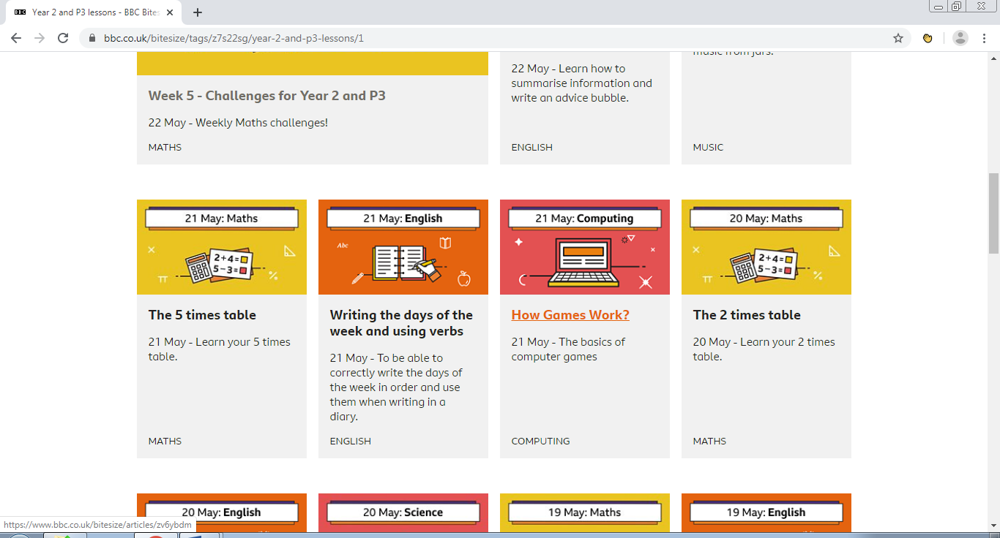 BBC Year 2 and P3 lessons - BBC Bites
bbc.co.uk/bitesize/tags/z7s22sg/year-2-and-p3-lessons/1
Week 5 - Challenges for Year 2 and P3
22 May - Weekly Maths challenges!
MATHS
22 May - Learn how to
summarise information and
write an advice bubble.
ENGLISH
music from jars.
MUSIC
21 May: Maths
2+4=
5-3=
The 5 times table
21 May - Learn your 5 times
table.
MATHS
21 May: English
Abc
Writing the days of the
week and using verbs
21 May - To be able to
correctly write the days of
the week in order and use
them when writing in a
diary.
ENGLISH
21 May: Computing
How Games Work?
21 May - The basics of
computer games
COMPUTING
20 May: Maths
2+4=
5-3=
The 2 times table
20 May - Learn your 2 times
table.
MATHS
20 May: English
20 May: Science
19 May: Maths
19 May: English
https://www.bbc.co.uk/bitesize/articles/zv6ybdm